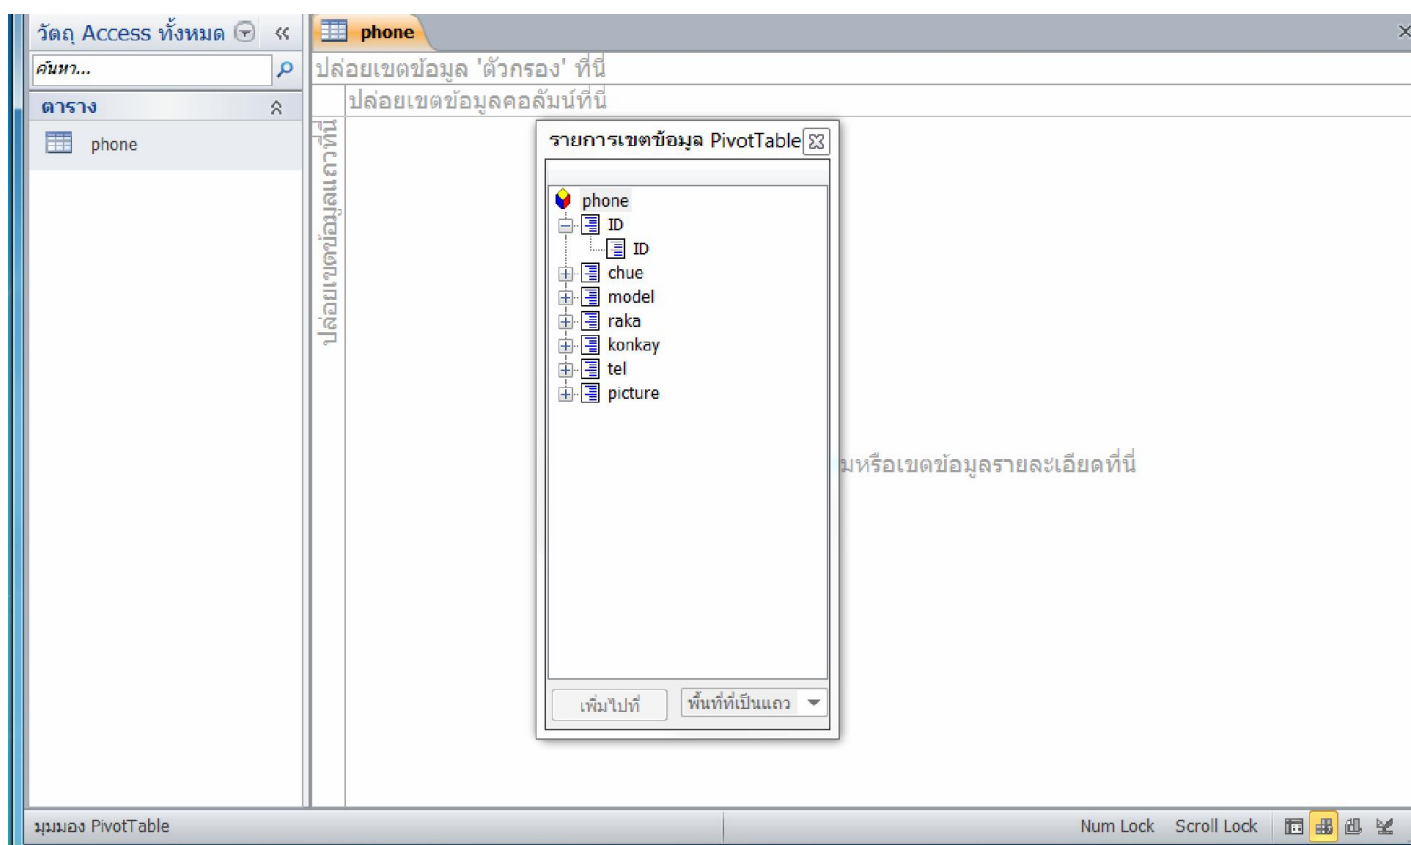 วัตถุ Access ทั้งหมด
ค้นหา...
ตาราง
phone
phone
ปล่อยเขตข้อมูล 'ตัวกรอง' ที่นี่
ปล่อยเขตข้อมูลคอลัมน์ที่นี่
ปล่อยเขตข้อมูลแถวที่นี่
รายการเขตข้อมูล PivotTable
phone
ID
ID
chue
model
raka
konkay
tel
picture
มหรือเขตข้อมูลรายละเอียดที่นี่
เพิ่มไปที่
พื้นที่ที่เป็นแถว
มุมมอง PivotTable
Num Lock
Scroll Lock